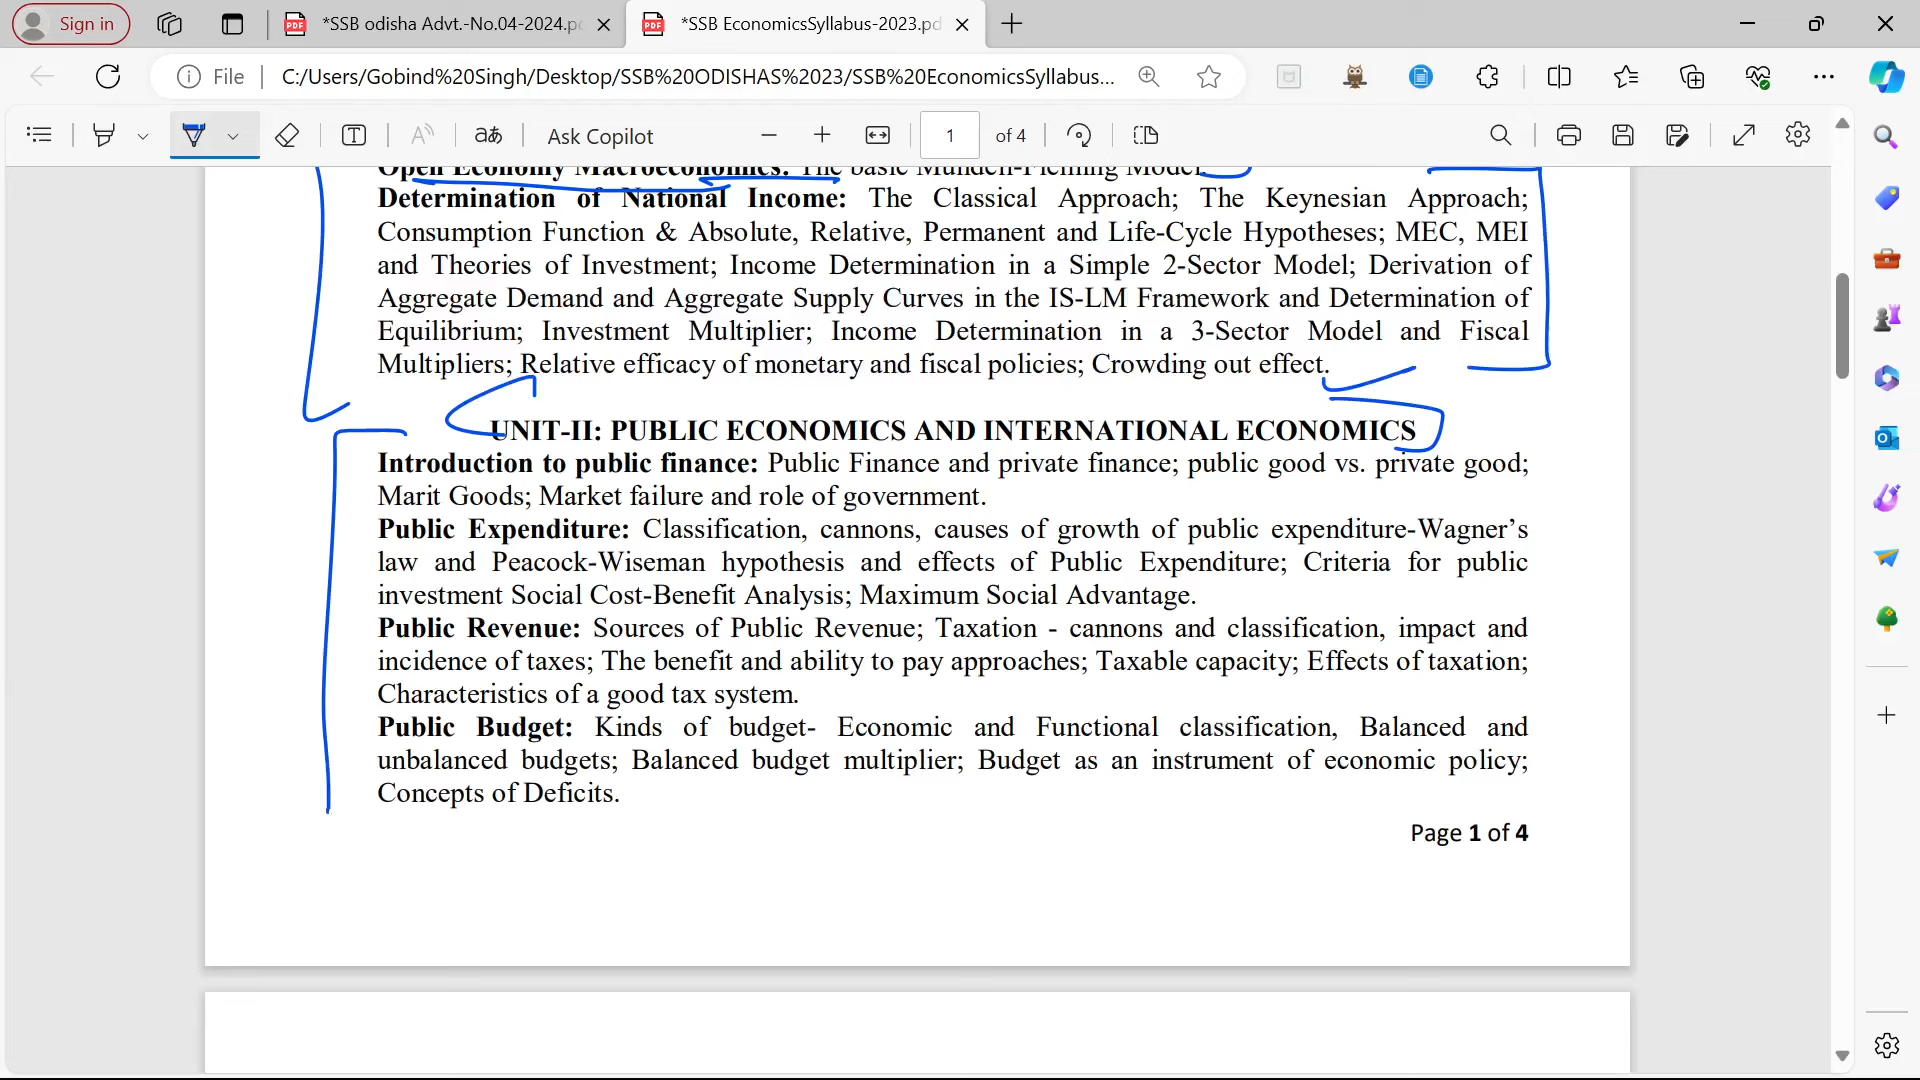 Sign in
*SSB odisha Advt.-No.04-2024.pd
*SSB EconomicsSyllabus-2023.pd
File
C:/Users/Gobind%20Singh/Desktop/SSB%20ODISHAS%2023/SSB%20EconomicsSyllabus...
aあ
Ask Copilot
1
of 4
Open Economy Macroeconomics: The basic Mundell-Fleming Model.
Determination of National Income: The Classical Approach; The Keynesian Approach;
Consumption Function & Absolute, Relative, Permanent and Life-Cycle Hypotheses; MEC, MEI
and Theories of Investment; Income Determination in a Simple 2-Sector Model; Derivation of
Aggregate Demand and Aggregate Supply Curves in the IS-LM Framework and Determination of
Equilibrium; Investment Multiplier; Income Determination in a 3-Sector Model and Fiscal
Multipliers; Relative efficacy of monetary and fiscal policies; Crowding out effect.
UNIT-II: PUBLIC ECONOMICS AND INTERNATIONAL ECONOMICS
Introduction to public finance: Public Finance and private finance; public good vs. private good;
Marit Goods; Market failure and role of government.
Public Expenditure: Classification, cannons, causes of growth of public expenditure-Wagner’s
law and Peacock-Wiseman hypothesis and effects of Public Expenditure; Criteria for public
investment Social Cost-Benefit Analysis; Maximum Social Advantage.
Public Revenue: Sources of Public Revenue; Taxation - cannons and classification, impact and
incidence of taxes; The benefit and ability to pay approaches; Taxable capacity; Effects of taxation;
Characteristics of a good tax system.
Public Budget: Kinds of budget- Economic and Functional classification, Balanced and
unbalanced budgets; Balanced budget multiplier; Budget as an instrument of economic policy;
Concepts of Deficits.
Page 1 of 4